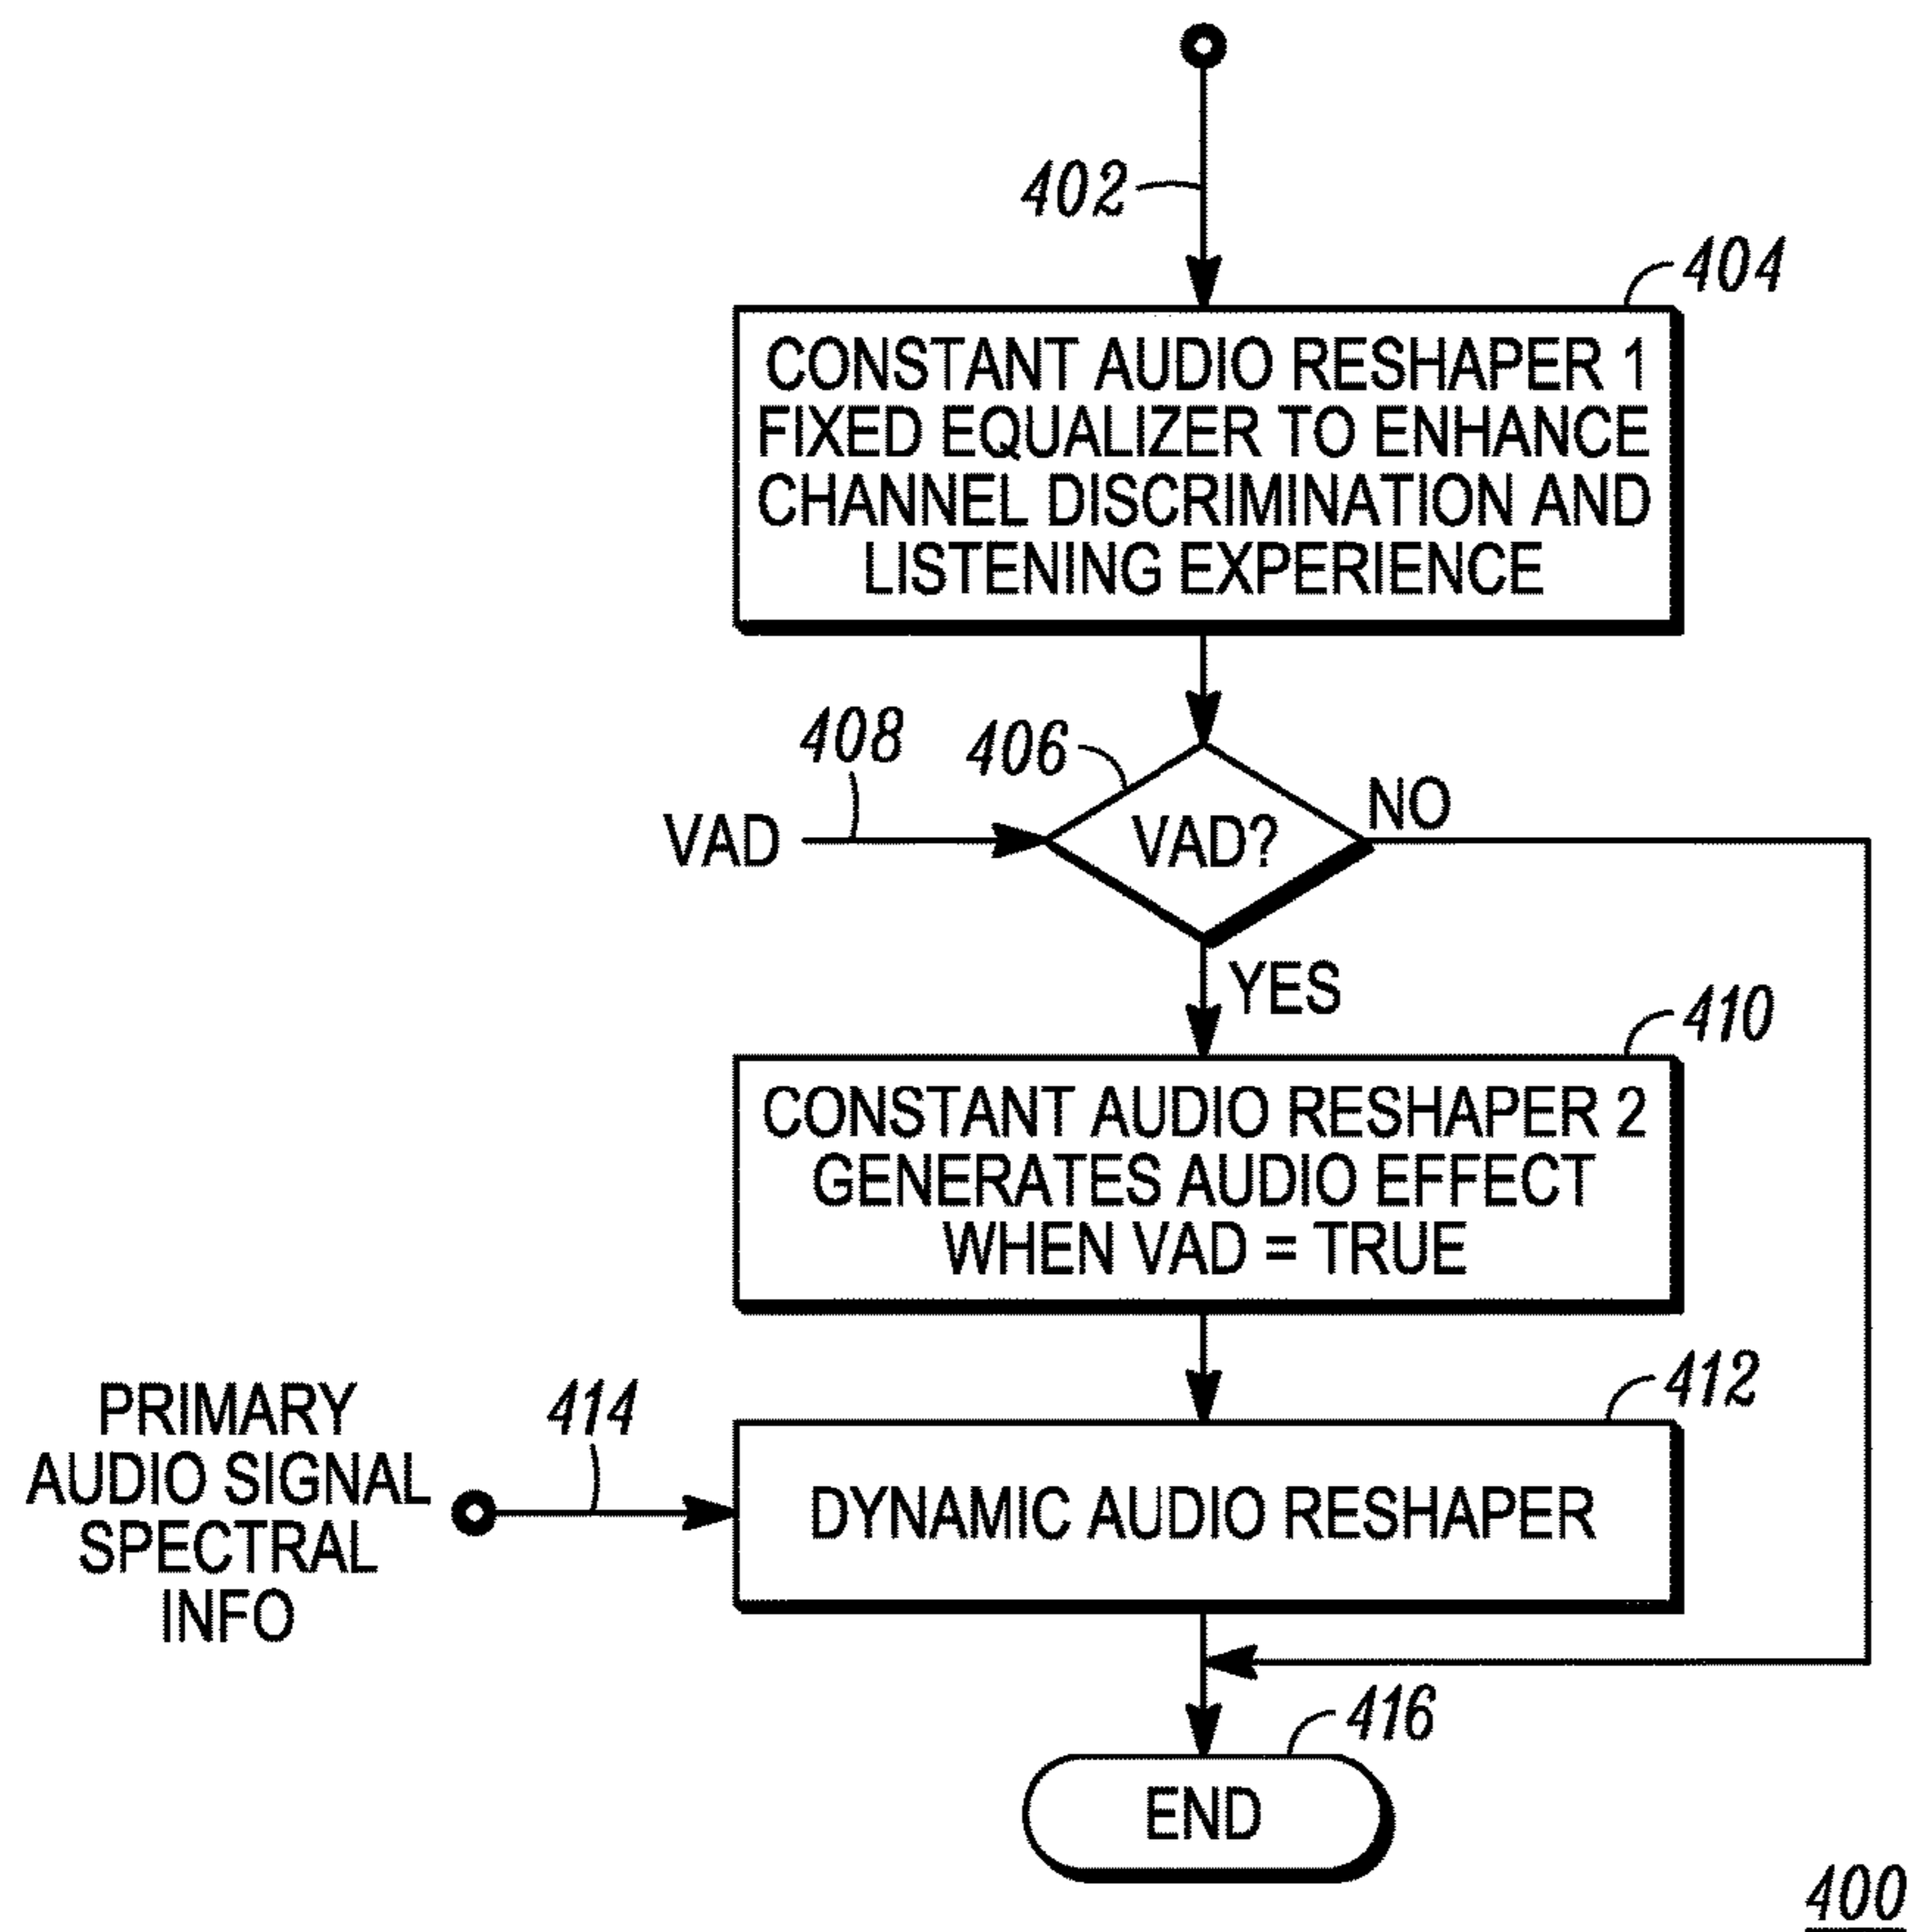 402
404
CONSTANT AUDIO RESHAPER 1
FIXED EQUALIZER TO ENHANCE
CHANNEL DISCRIMINATION AND
LISTENING EXPERIENCE
408
406
NO
VAD
VAD?
YES
410
CONSTANT AUDIO RESHAPER 2
GENERATES AUDIO EFFECT
WHEN VAD = TRUE
412
PRIMARY
AUDIO SIGNAL
SPECTRAL
INFO
414
DYNAMIC AUDIO RESHAPER
416
END
400